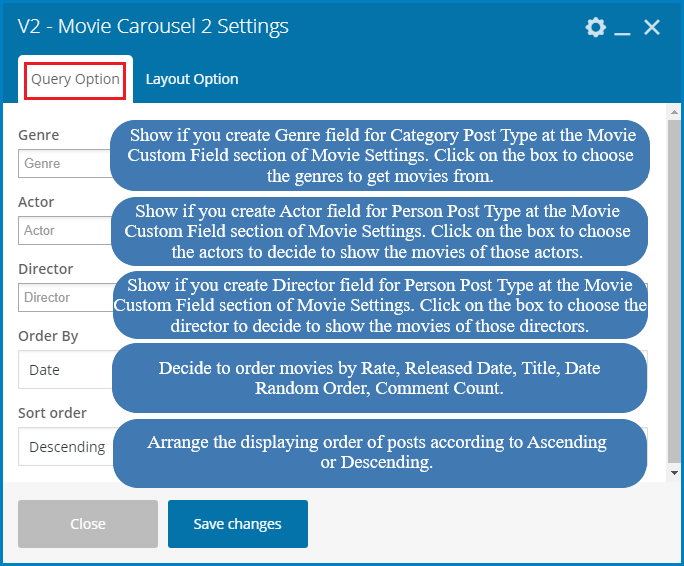 V2 - Movie Carousel 2 Settings
Query Option
Layout Option
Genre
Genre
Show if you create Genre field for Category Post Type at the Movie
Custom Field section of Movie Settings. Click on the box to choose
the genres to get movies from.
Actor
Actor
Show if you create Actor field for Person Post Type at the Movie
Custom Field section of Movie Settings. Click on the box to choose
the actors to decide to show the movies of those actors.
Director
Director
Show if you create Director field for Person Post Type at the Movie
Custom Field section of Movie Settings. Click on the box to choose the
director to decide to show the movies of those directors.
Order By
Date
Decide to order movies by Rate, Released Date, Title, Date
Random Order, Comment Count.
Sort order
Descending
Arrange the displaying order of posts according to Ascending
or Descending.
Close
Save changes